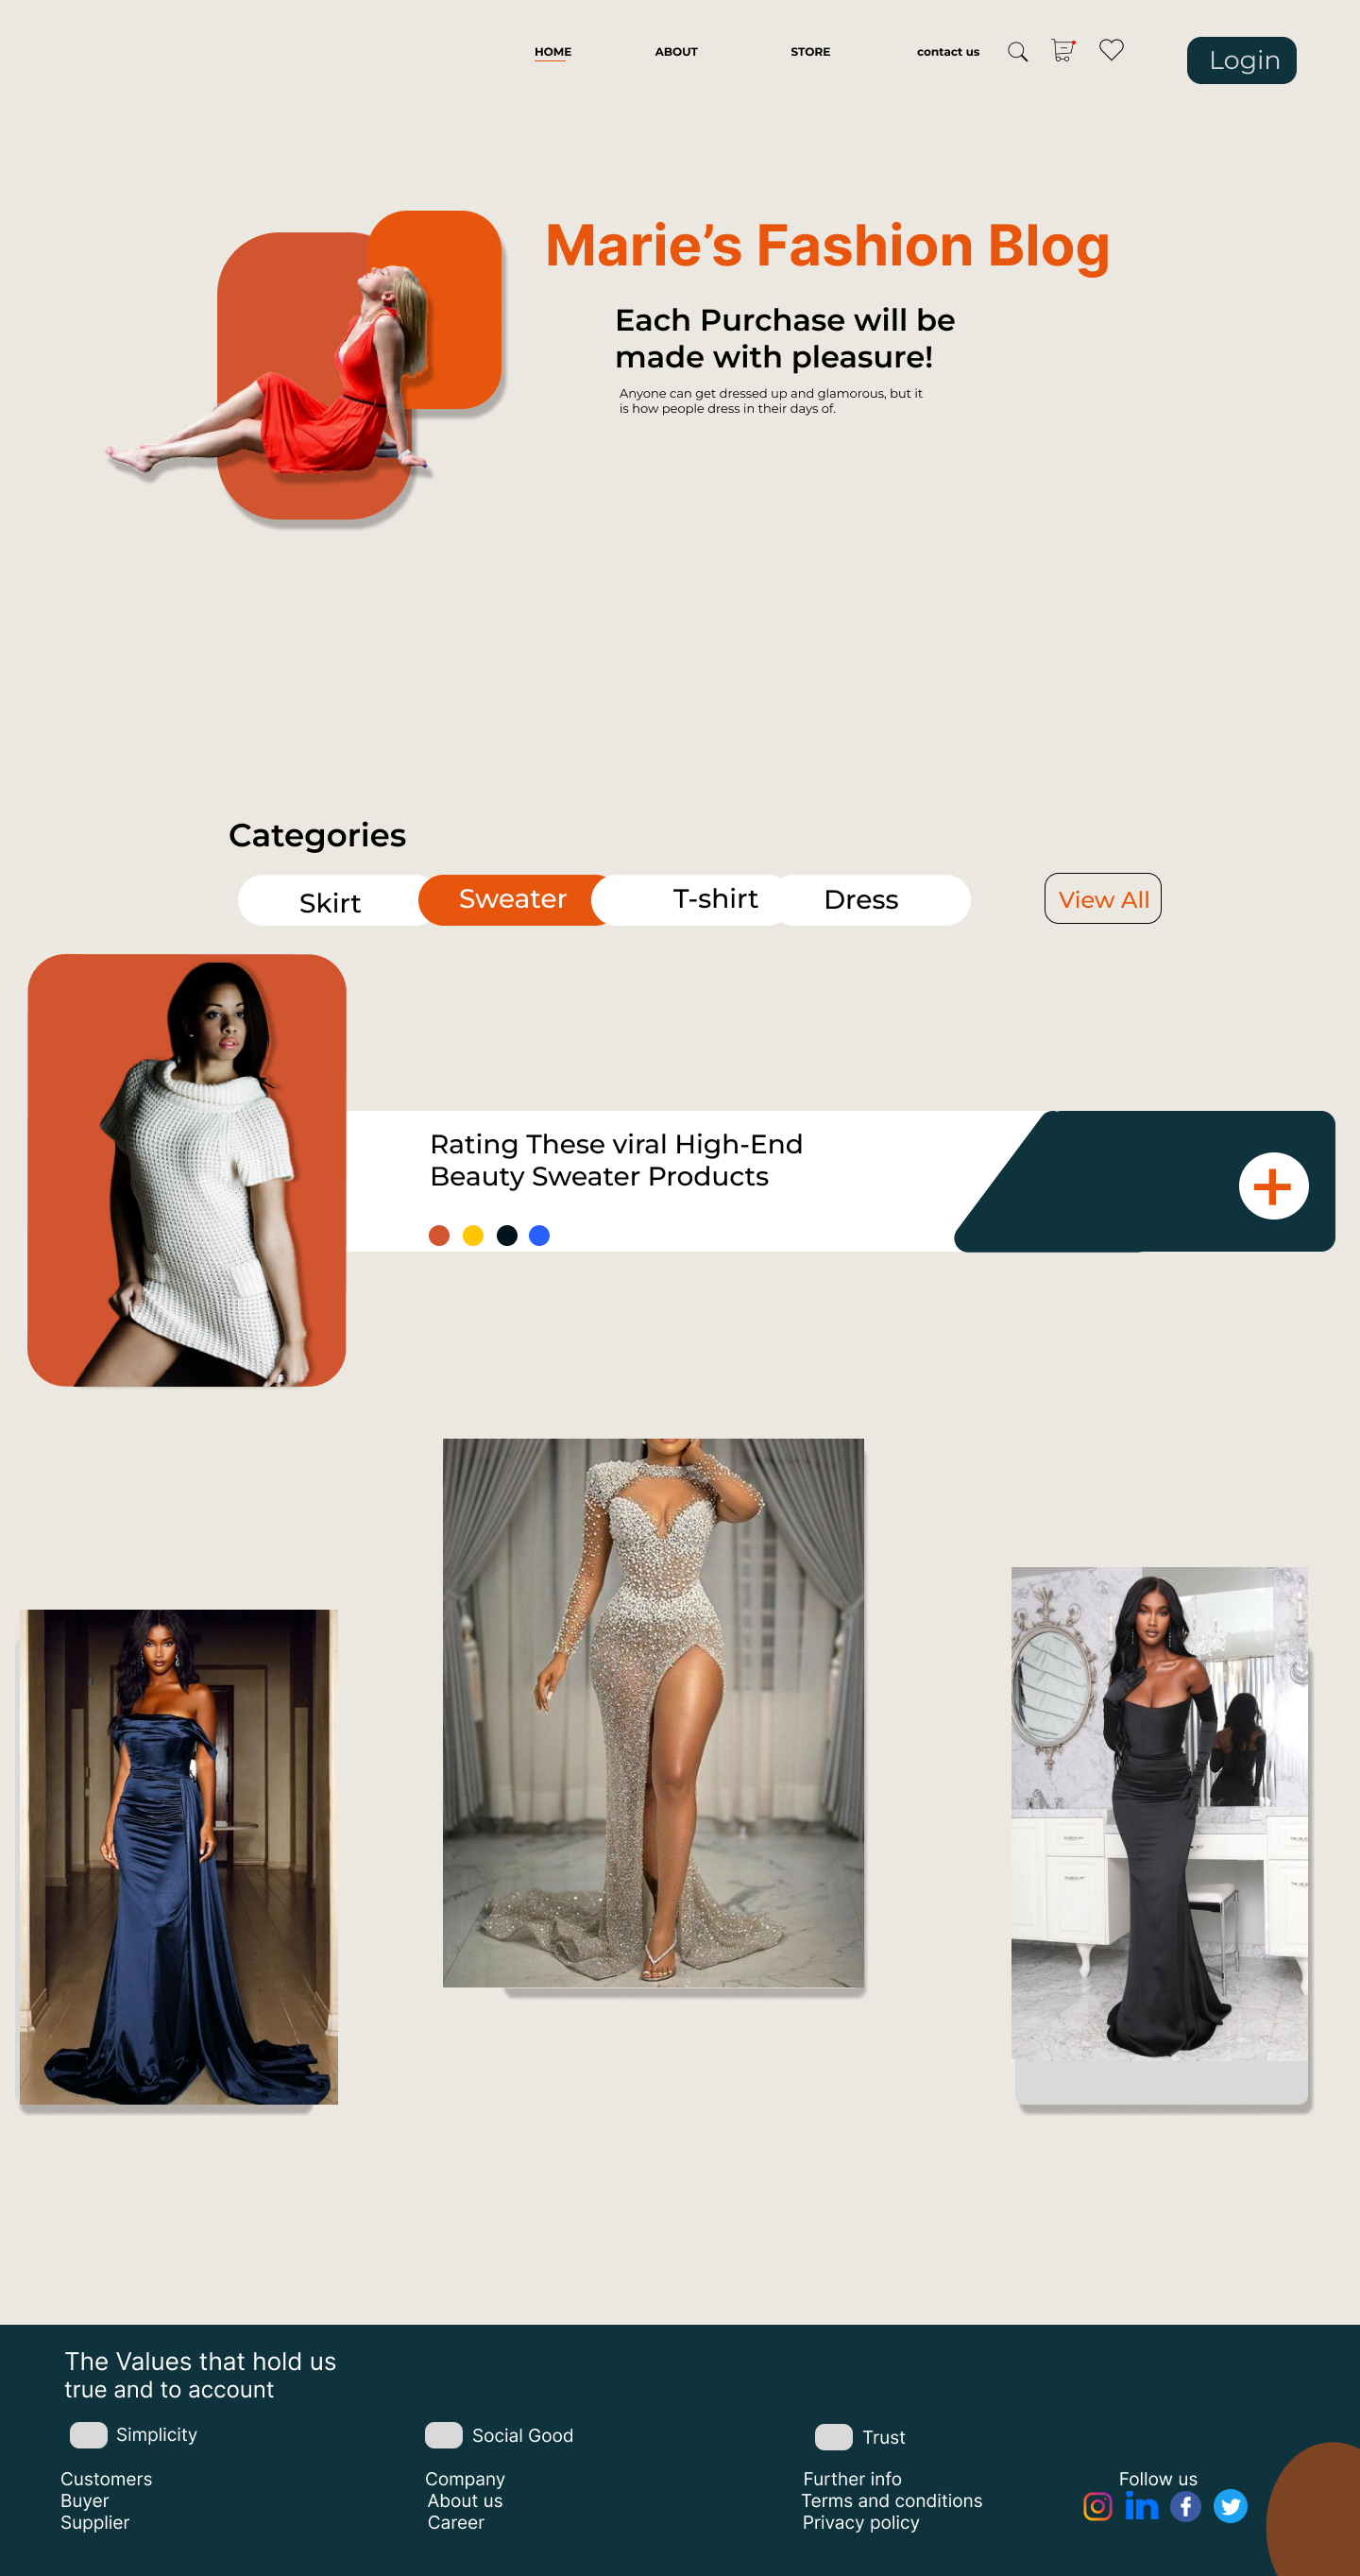 HOME
ABOUT
STORE
contact us
Login
Marie’s Fashion Blog
Each Purchase will be
made with pleasure!
Anyone can get dressed up and glamorous, but it
is how people dress in their days of.
Categories
Skirt
Sweater
T-shirt
Dress
View All
Rating These viral High-End
Beauty Sweater Products
The Values that hold us
true and to account
Simplicity
Social Good
Trust
Customers
Buyer
Supplier
Company
About us
Career
Further info
Terms and conditions
Privacy policy
Follow us
in
f